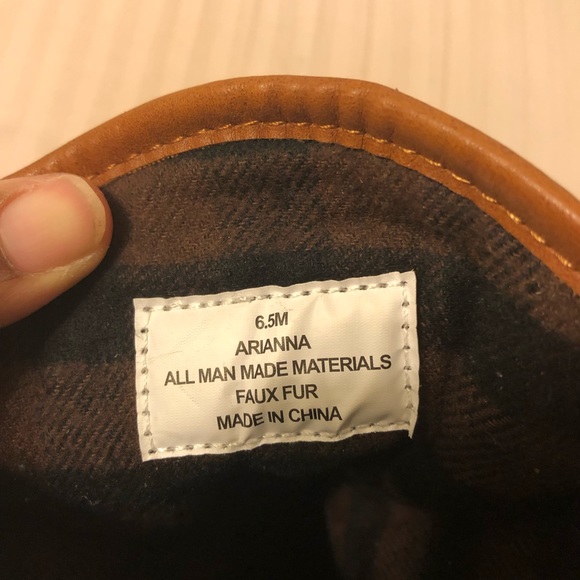 6.5M
ARIANNA
ALL MAN MADE MATERIALS
FAUX FUR
MADE IN CHINA